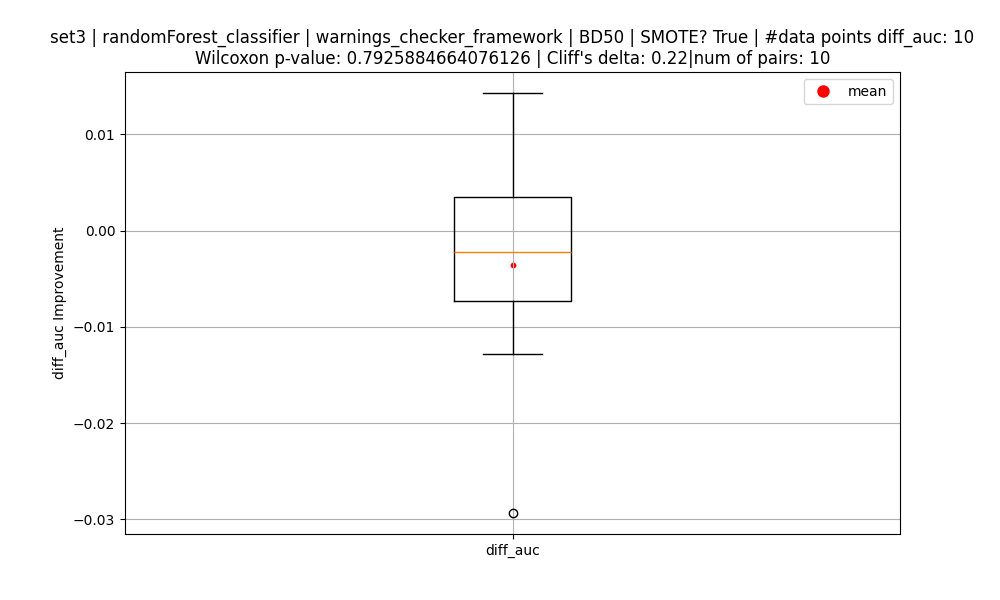 set3 | randomForest_classifier | warnings_checker_framework | BD50 | SMOTE? True | #data points diff_auc: 10
Wilcoxon p-value: 0.7925884664076126 | Cliff's delta: 0.22|num of pairs: 10
mean
0.01
0.00
−0.01
−0.02
−0.03
diff_auc Improvement
diff_auc